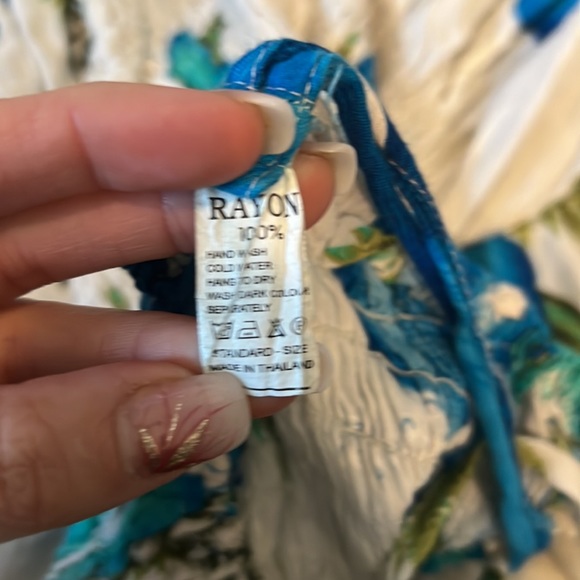 RAYON
100%
HAND WASH
COLD WATER
HANG TO DRY
WASH DARK COLOUR
SEPARATELY
STANDARD - SIZE
MADE IN THAILAND